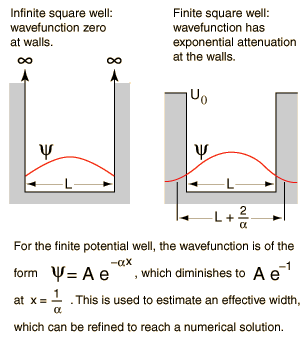 Infinite square well:
wavefunction zero
at walls.
∞ ∞
Ψ
L
Finite square well:
wavefunction has
exponential attenuation
at the walls.
U₀
Ψ
L
L + 2/α
For the finite potential well, the wavefunction is of the
form Ψ = A e^(-αx) , which diminishes to A e^(-1)
at x = 1/α . This is used to estimate an effective width,
which can be refined to reach a numerical solution.